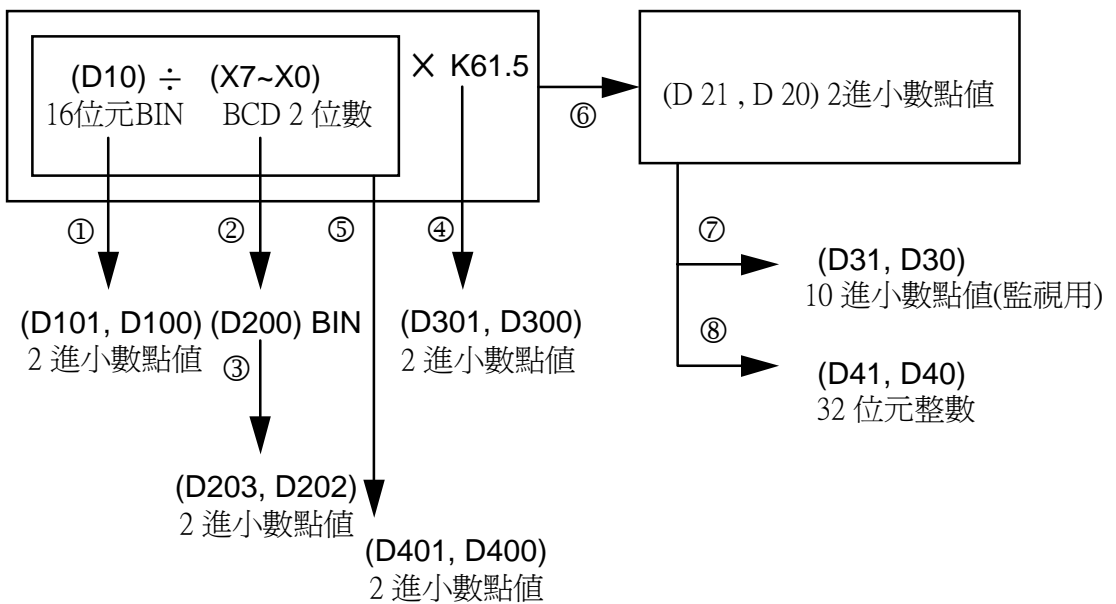 (D10) ÷ (X7~X0) × K61.5
16位元BIN BCD 2 位數
⑥
(D 21 , D 20) 2進小數點值
① ② ⑤ ④
(D101, D100) (D200) BIN (D301, D300)
2 進小數點值 2 進小數點值
③
(D203, D202)
2 進小數點值
(D401, D400)
2 進小數點值
⑦
(D31, D30)
10 進小數點值(監視用)
⑧
(D41, D40)
32 位元整數